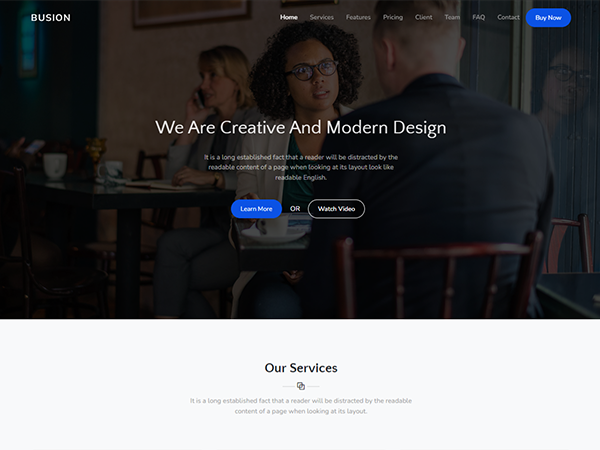 BUSION
Home Services Features Pricing Client Team FAQ Contact Buy Now
We Are Creative And Modern Design
It is a long established fact that a reader will be distracted by the
readable content of a page when looking at its layout look like
readable English.
Learn More OR Watch Video
Our Services
It is a long established fact that a reader will be distracted by the readable
content of a page when looking at its layout.